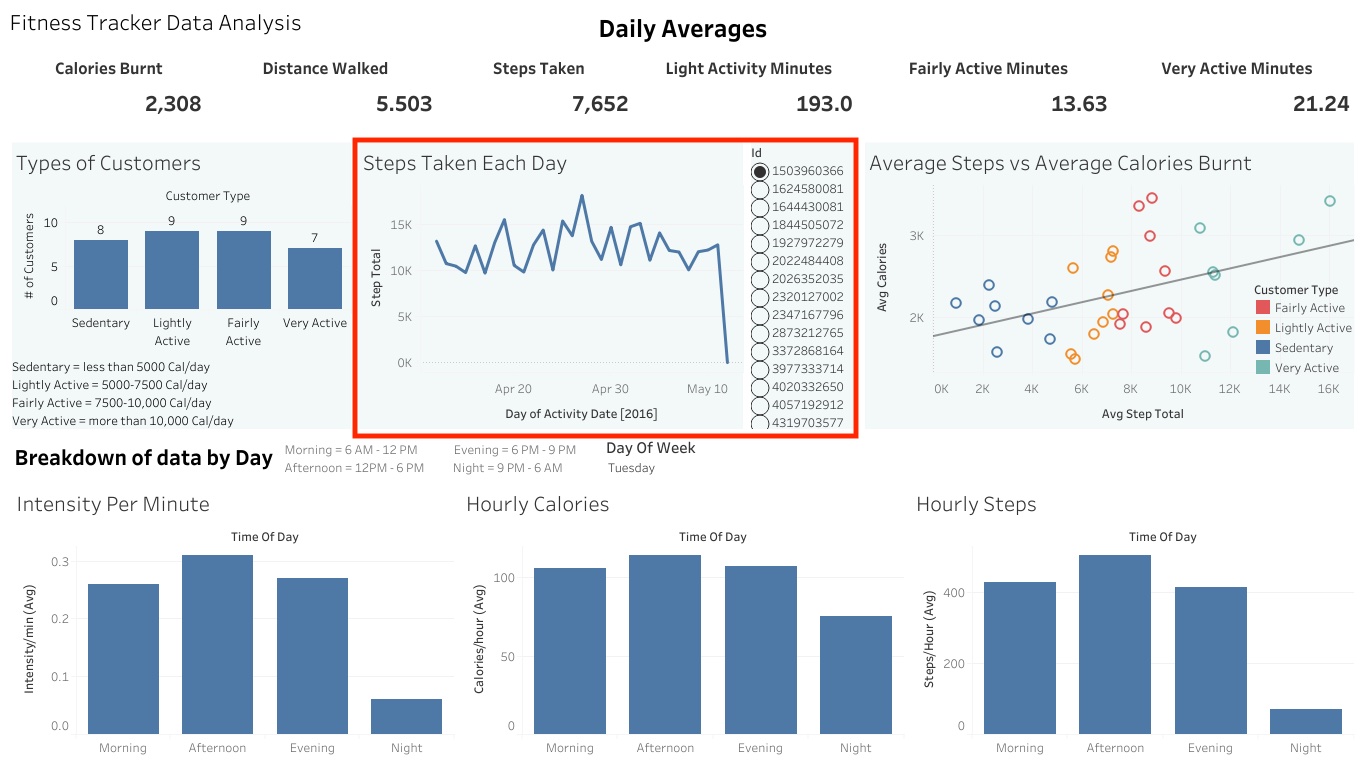 Fitness Tracker Data Analysis
Daily Averages
Calories Burnt
Distance Walked
Steps Taken
Light Activity Minutes
Fairly Active Minutes
Very Active Minutes
2,308
5.503
7,652
193.0
13.63
21.24
Types of Customers
Customer Type
# of Customers
10
5
0
8
9
9
7
Sedentary
Lightly
Active
Fairly
Active
Very Active
Sedentary = less than 5000 Cal/day
Lightly Active = 5000-7500 Cal/day
Fairly Active = 7500-10,000 Cal/day
Very Active = more than 10,000 Cal/day
Steps Taken Each Day
Step Total
15K
10K
5K
0K
Apr 20
Apr 30
May 10
Day of Activity Date [2016]
Id
1503960366
1624580081
1644430081
1844505072
1927972279
2022484408
2026352035
2320127002
2347167796
2873212765
3372868164
3977333714
4020332650
4057192912
4319703577
Average Steps vs Average Calories Burnt
Avg Calories
3K
2K
0K
2K
4K
6K
8K
10K
12K
14K
16K
Avg Step Total
Customer Type
Fairly Active
Lightly Active
Sedentary
Very Active
Breakdown of data by Day
Morning = 6 AM - 12 PM
Afternoon = 12PM - 6 PM
Evening = 6 PM - 9 PM
Night = 9 PM - 6 AM
Day Of Week
Tuesday
Intensity Per Minute
Time Of Day
Intensity/min (Avg)
0.3
0.2
0.1
0.0
Morning
Afternoon
Evening
Night
Hourly Calories
Time Of Day
Calories/hour (Avg)
100
50
0
Morning
Afternoon
Evening
Night
Hourly Steps
Time Of Day
Steps/Hour (Avg)
400
200
0
Morning
Afternoon
Evening
Night